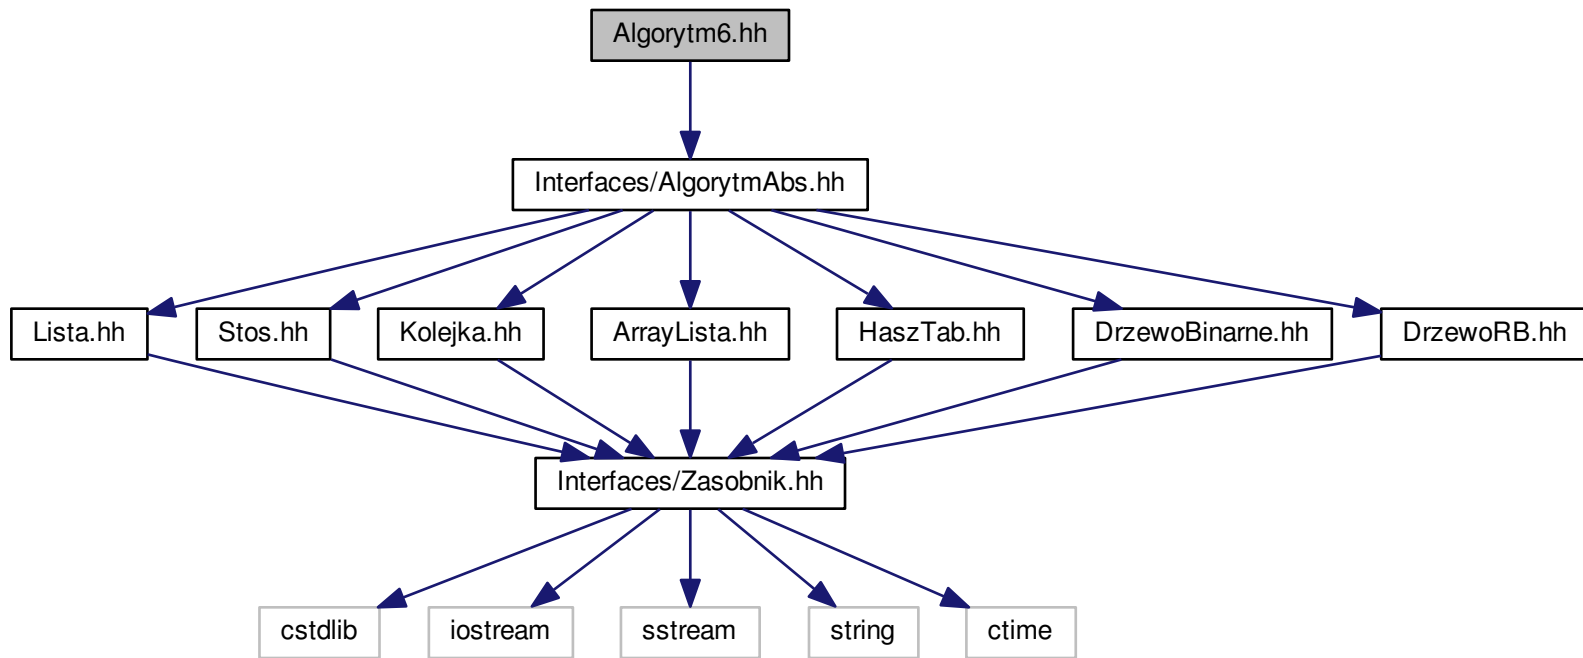 Algorytm6.hh
Interfaces/AlgorytmAbs.hh
Lista.hh
Stos.hh
Kolejka.hh
ArrayLista.hh
HaszTab.hh
DrzewoBinarne.hh
DrzewoRB.hh
Interfaces/Zasobnik.hh
cstdlib
iostream
sstream
string
ctime